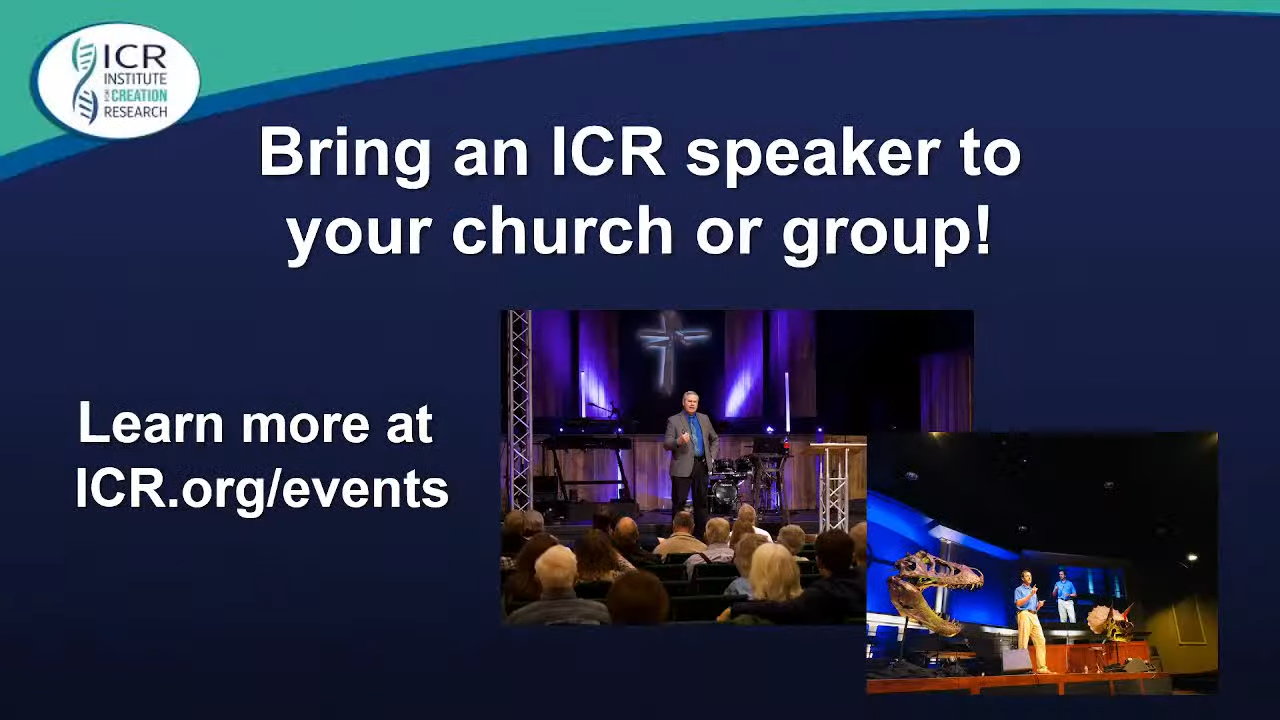 ICR
INSTITUTE
FOR CREATION
RESEARCH
Bring an ICR speaker to
your church or group!
Learn more at
ICR.org/events